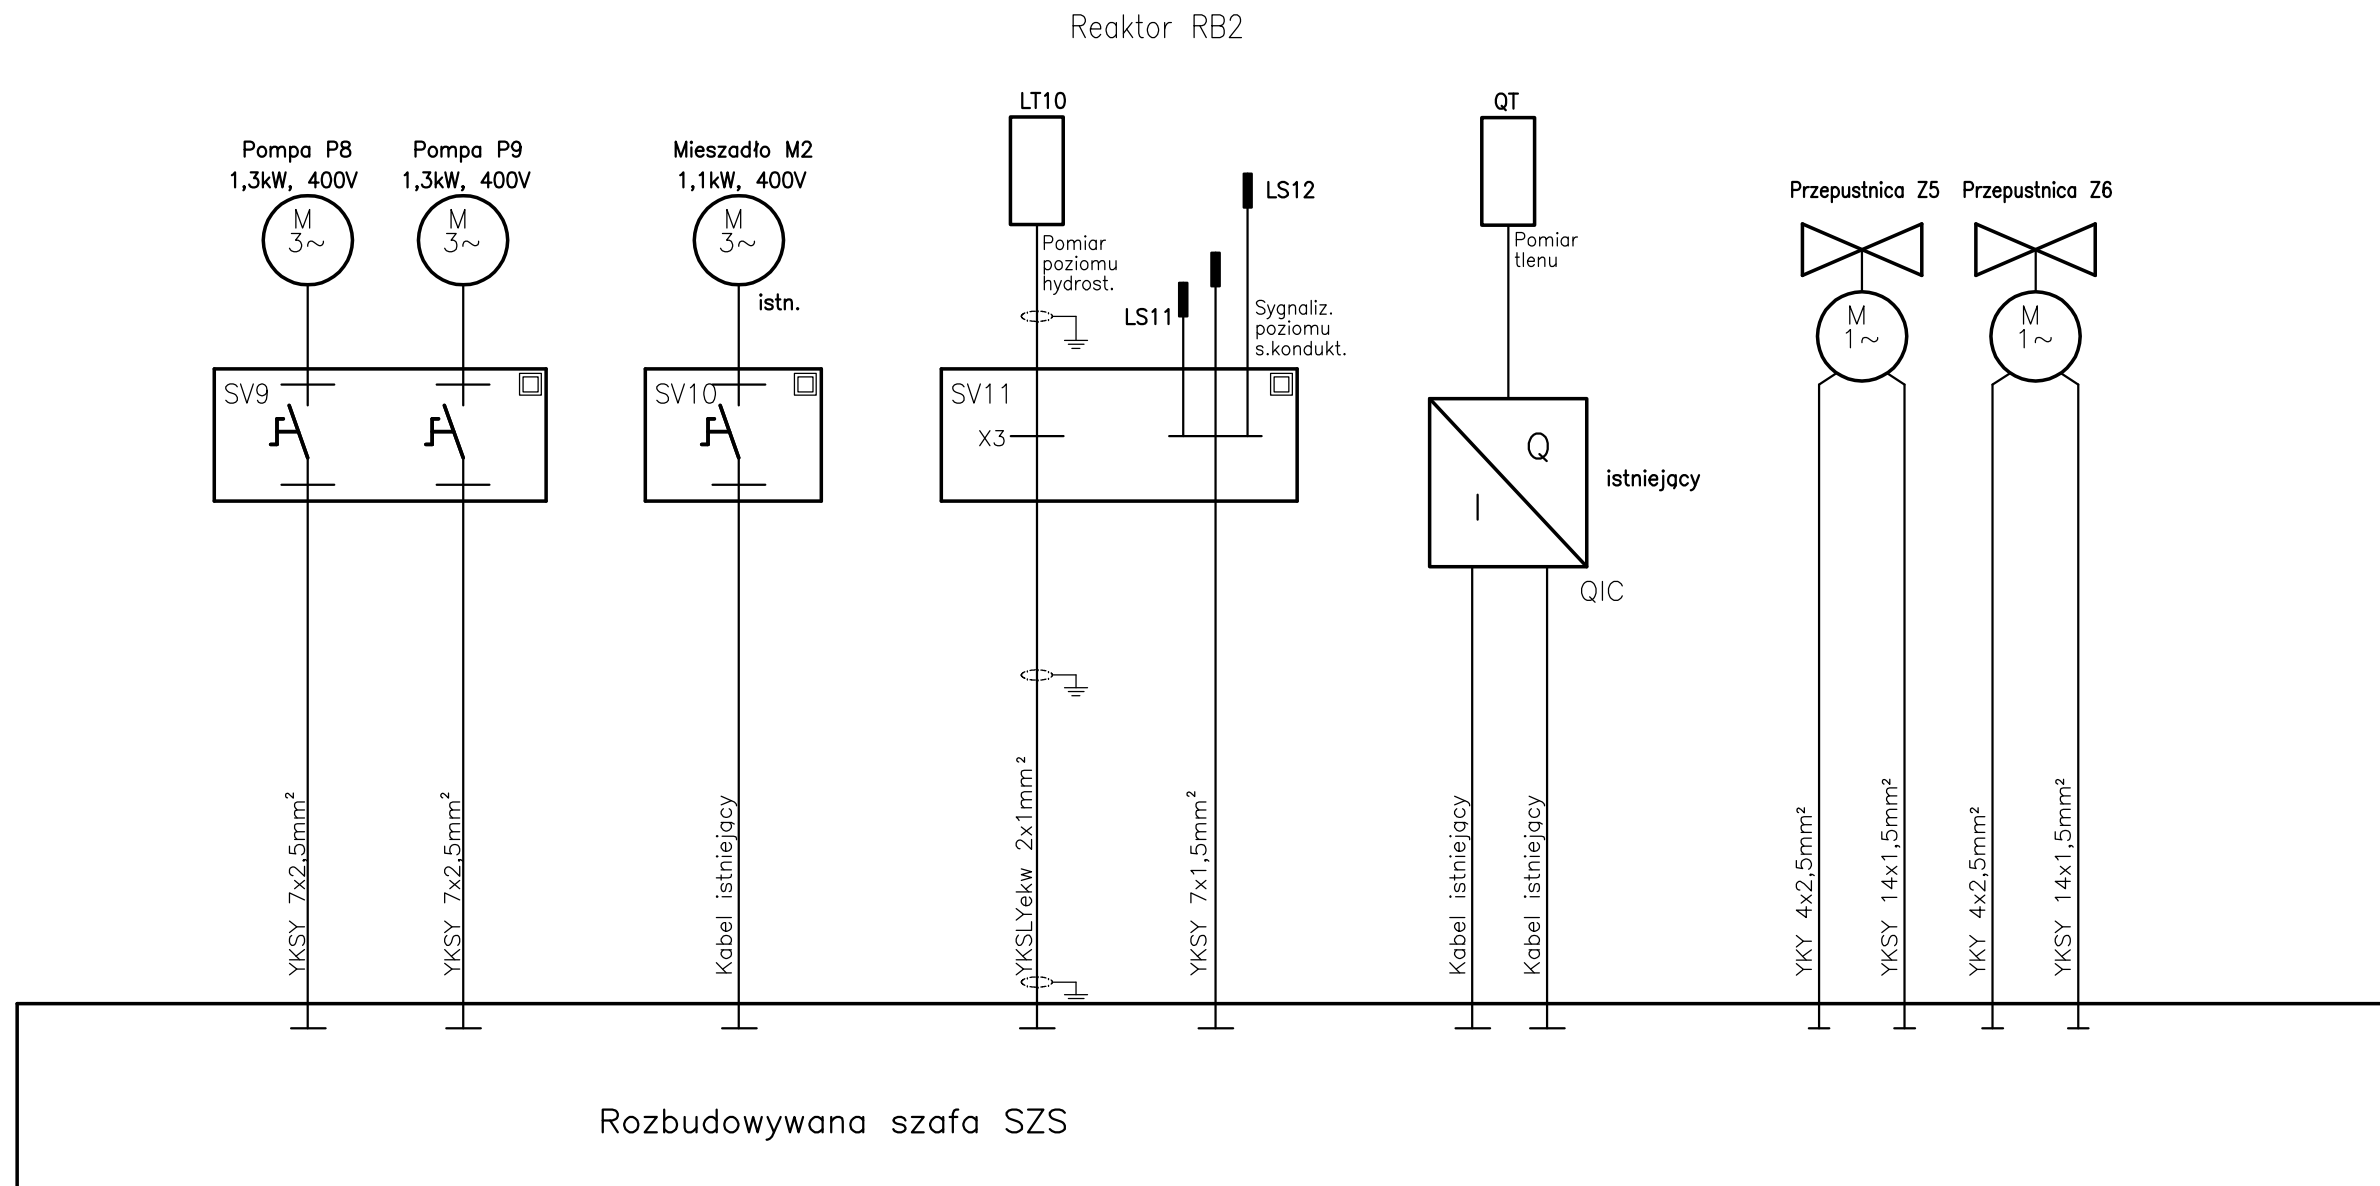 Reaktor RB2
Pompa P8
1,3kW, 400V
M
3~
Pompa P9
1,3kW, 400V
M
3~
Mieszadło M2
1,1kW, 400V
M
3~
istn.
LT10
Pomiar
poziomu
hydrost.
LS11
LS12
Sygnaliz.
poziomu
s.kondukt.
QT
Pomiar
tlenu
Przepustnica Z5
M
1~
Przepustnica Z6
M
1~
SV9
SV10
SV11
X3
Q
I
istniejący
QIC
YKSY 7x2,5mm²
YKSY 7x2,5mm²
Kabel istniejący
YKSLYekw 2x1mm²
YKSY 7x1,5mm²
Kabel istniejący
Kabel istniejący
YKY 4x2,5mm²
YKSY 14x1,5mm²
YKY 4x2,5mm²
YKSY 14x1,5mm²
Rozbudowywana szafa SZS